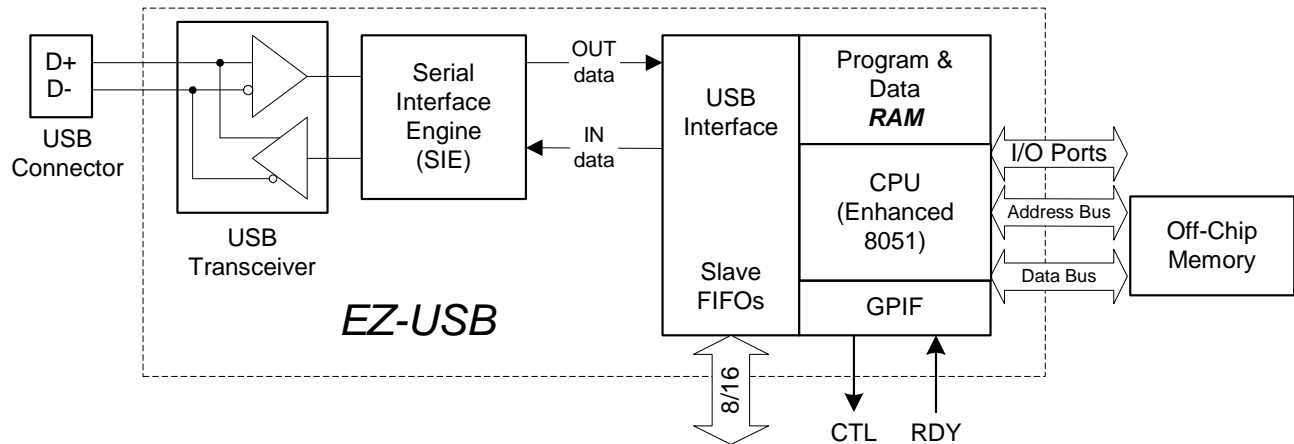 D+
D-
USB
Connector
USB
Transceiver
Serial
Interface
Engine
(SIE)
OUT
data
IN
data
USB
Interface
Slave
FIFOs
Program &
Data
RAM
CPU
(Enhanced
8051)
GPIF
I/O Ports
Address Bus
Data Bus
Off-Chip
Memory
EZ-USB
8/16
CTL
RDY